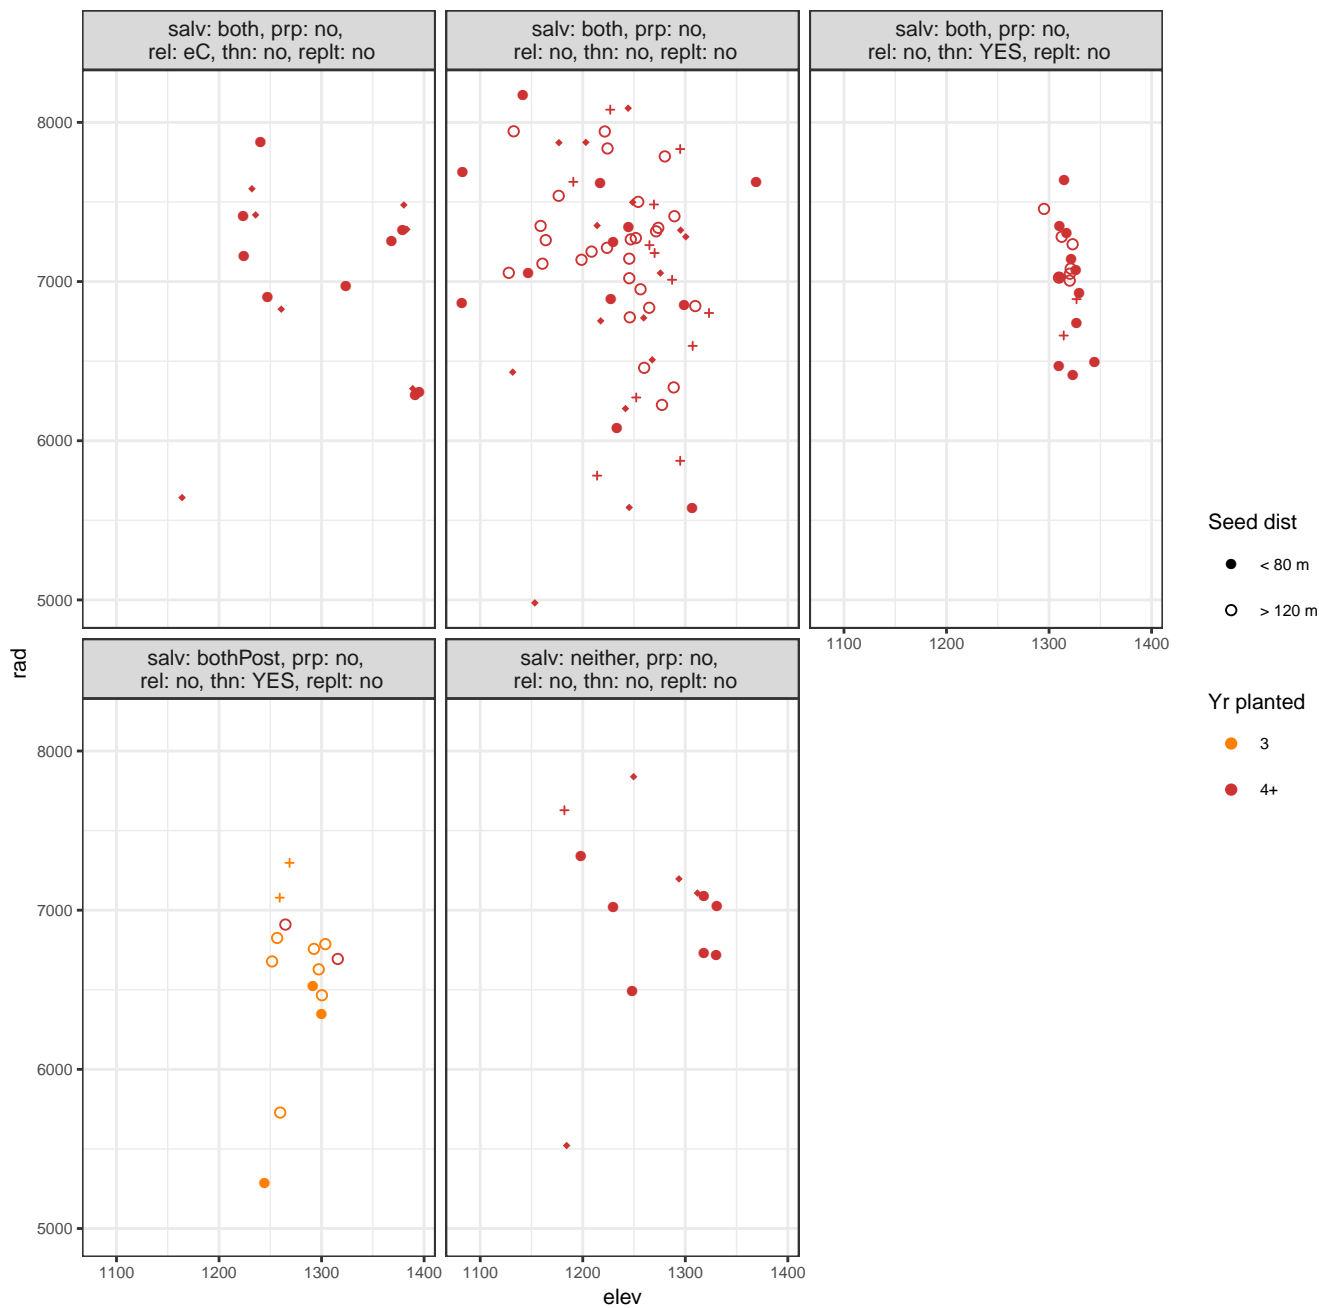 salv: both, prp: no,
rel: eC, thn: no, replt: no
salv: both, prp: no,
rel: no, thn: no, replt: no
salv: both, prp: no,
rel: no, thn: YES, replt: no
8000
7000
6000
5000
1100
1200
1300
1400
salv: bothPost, prp: no,
rel: no, thn: YES, replt: no
salv: neither, prp: no,
rel: no, thn: no, replt: no
8000
7000
6000
5000
1100
1200
1300
1400
1100
1200
1300
1400
elev
rad
Seed dist
< 80 m
> 120 m
Yr planted
3
4+